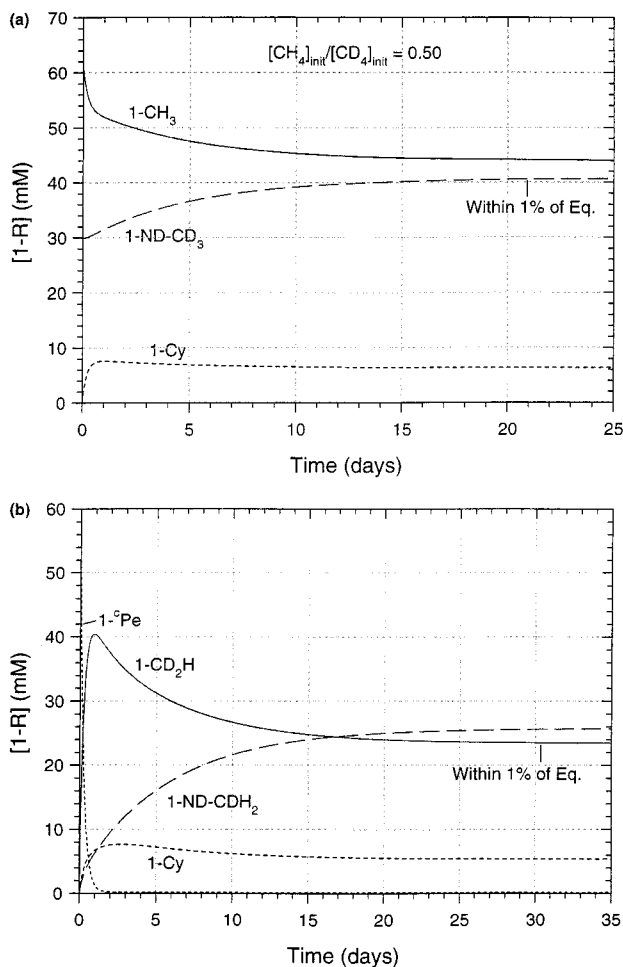 (a)
70
60
50
40
30
20
10
0
[1-R] (mM)
[CH₄]init/[CD₄]init = 0.50
1-CH₃
1-ND-CD₃
Within 1% of Eq.
1-Cy
0 5 10 15 20 25
Time (days)
(b)
60
50
40
30
20
10
0
[1-R] (mM)
1-ᶜPe
1-CD₂H
1-ND-CDH₂
Within 1% of Eq.
1-Cy
0 5 10 15 20 25 30 35
Time (days)